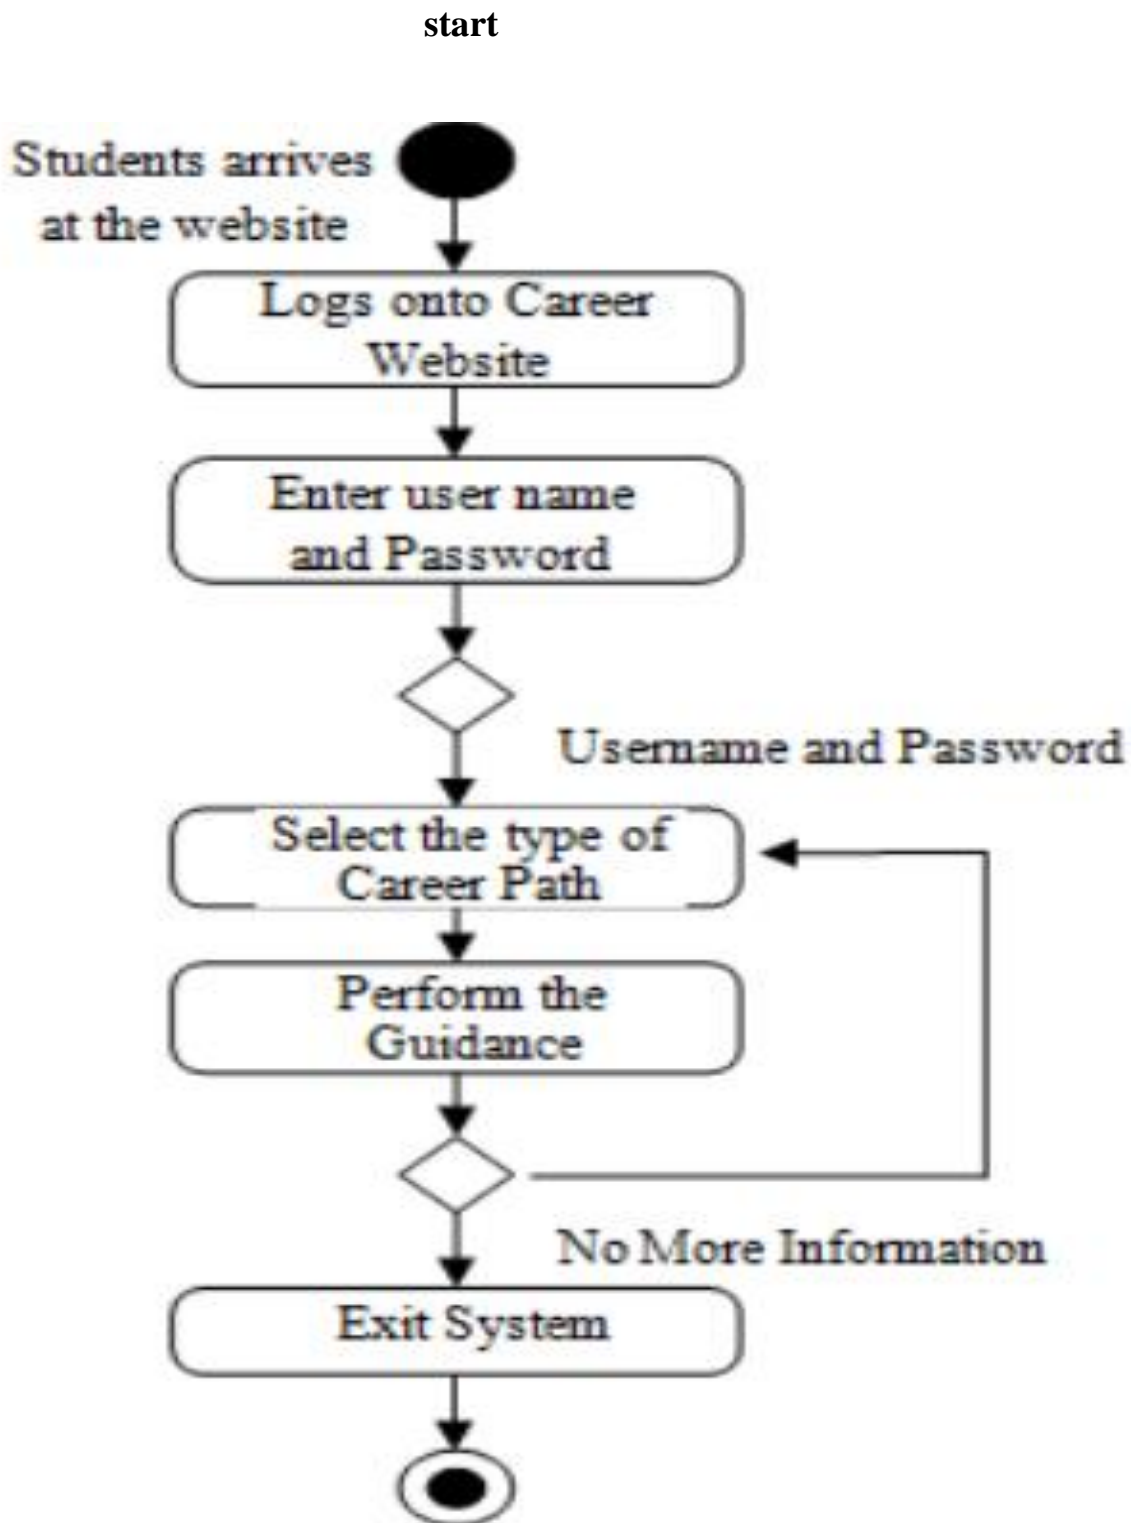 start
Students arrives
at the website
Logs onto Career
Website
Enter user name
and Password
Username and Password
Select the type of
Career Path
Perform the
Guidance
No More Information
Exit System